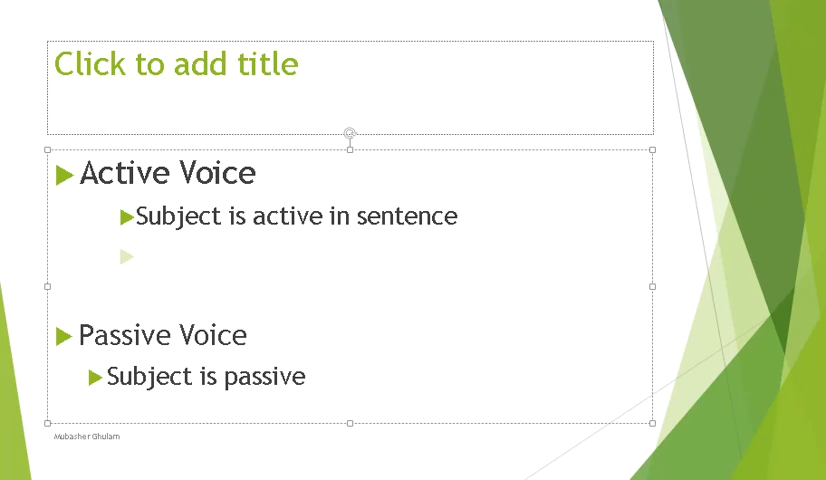 Click to add title
Active Voice
Subject is active in sentence
Passive Voice
Subject is passive
Mubasher Ghulam